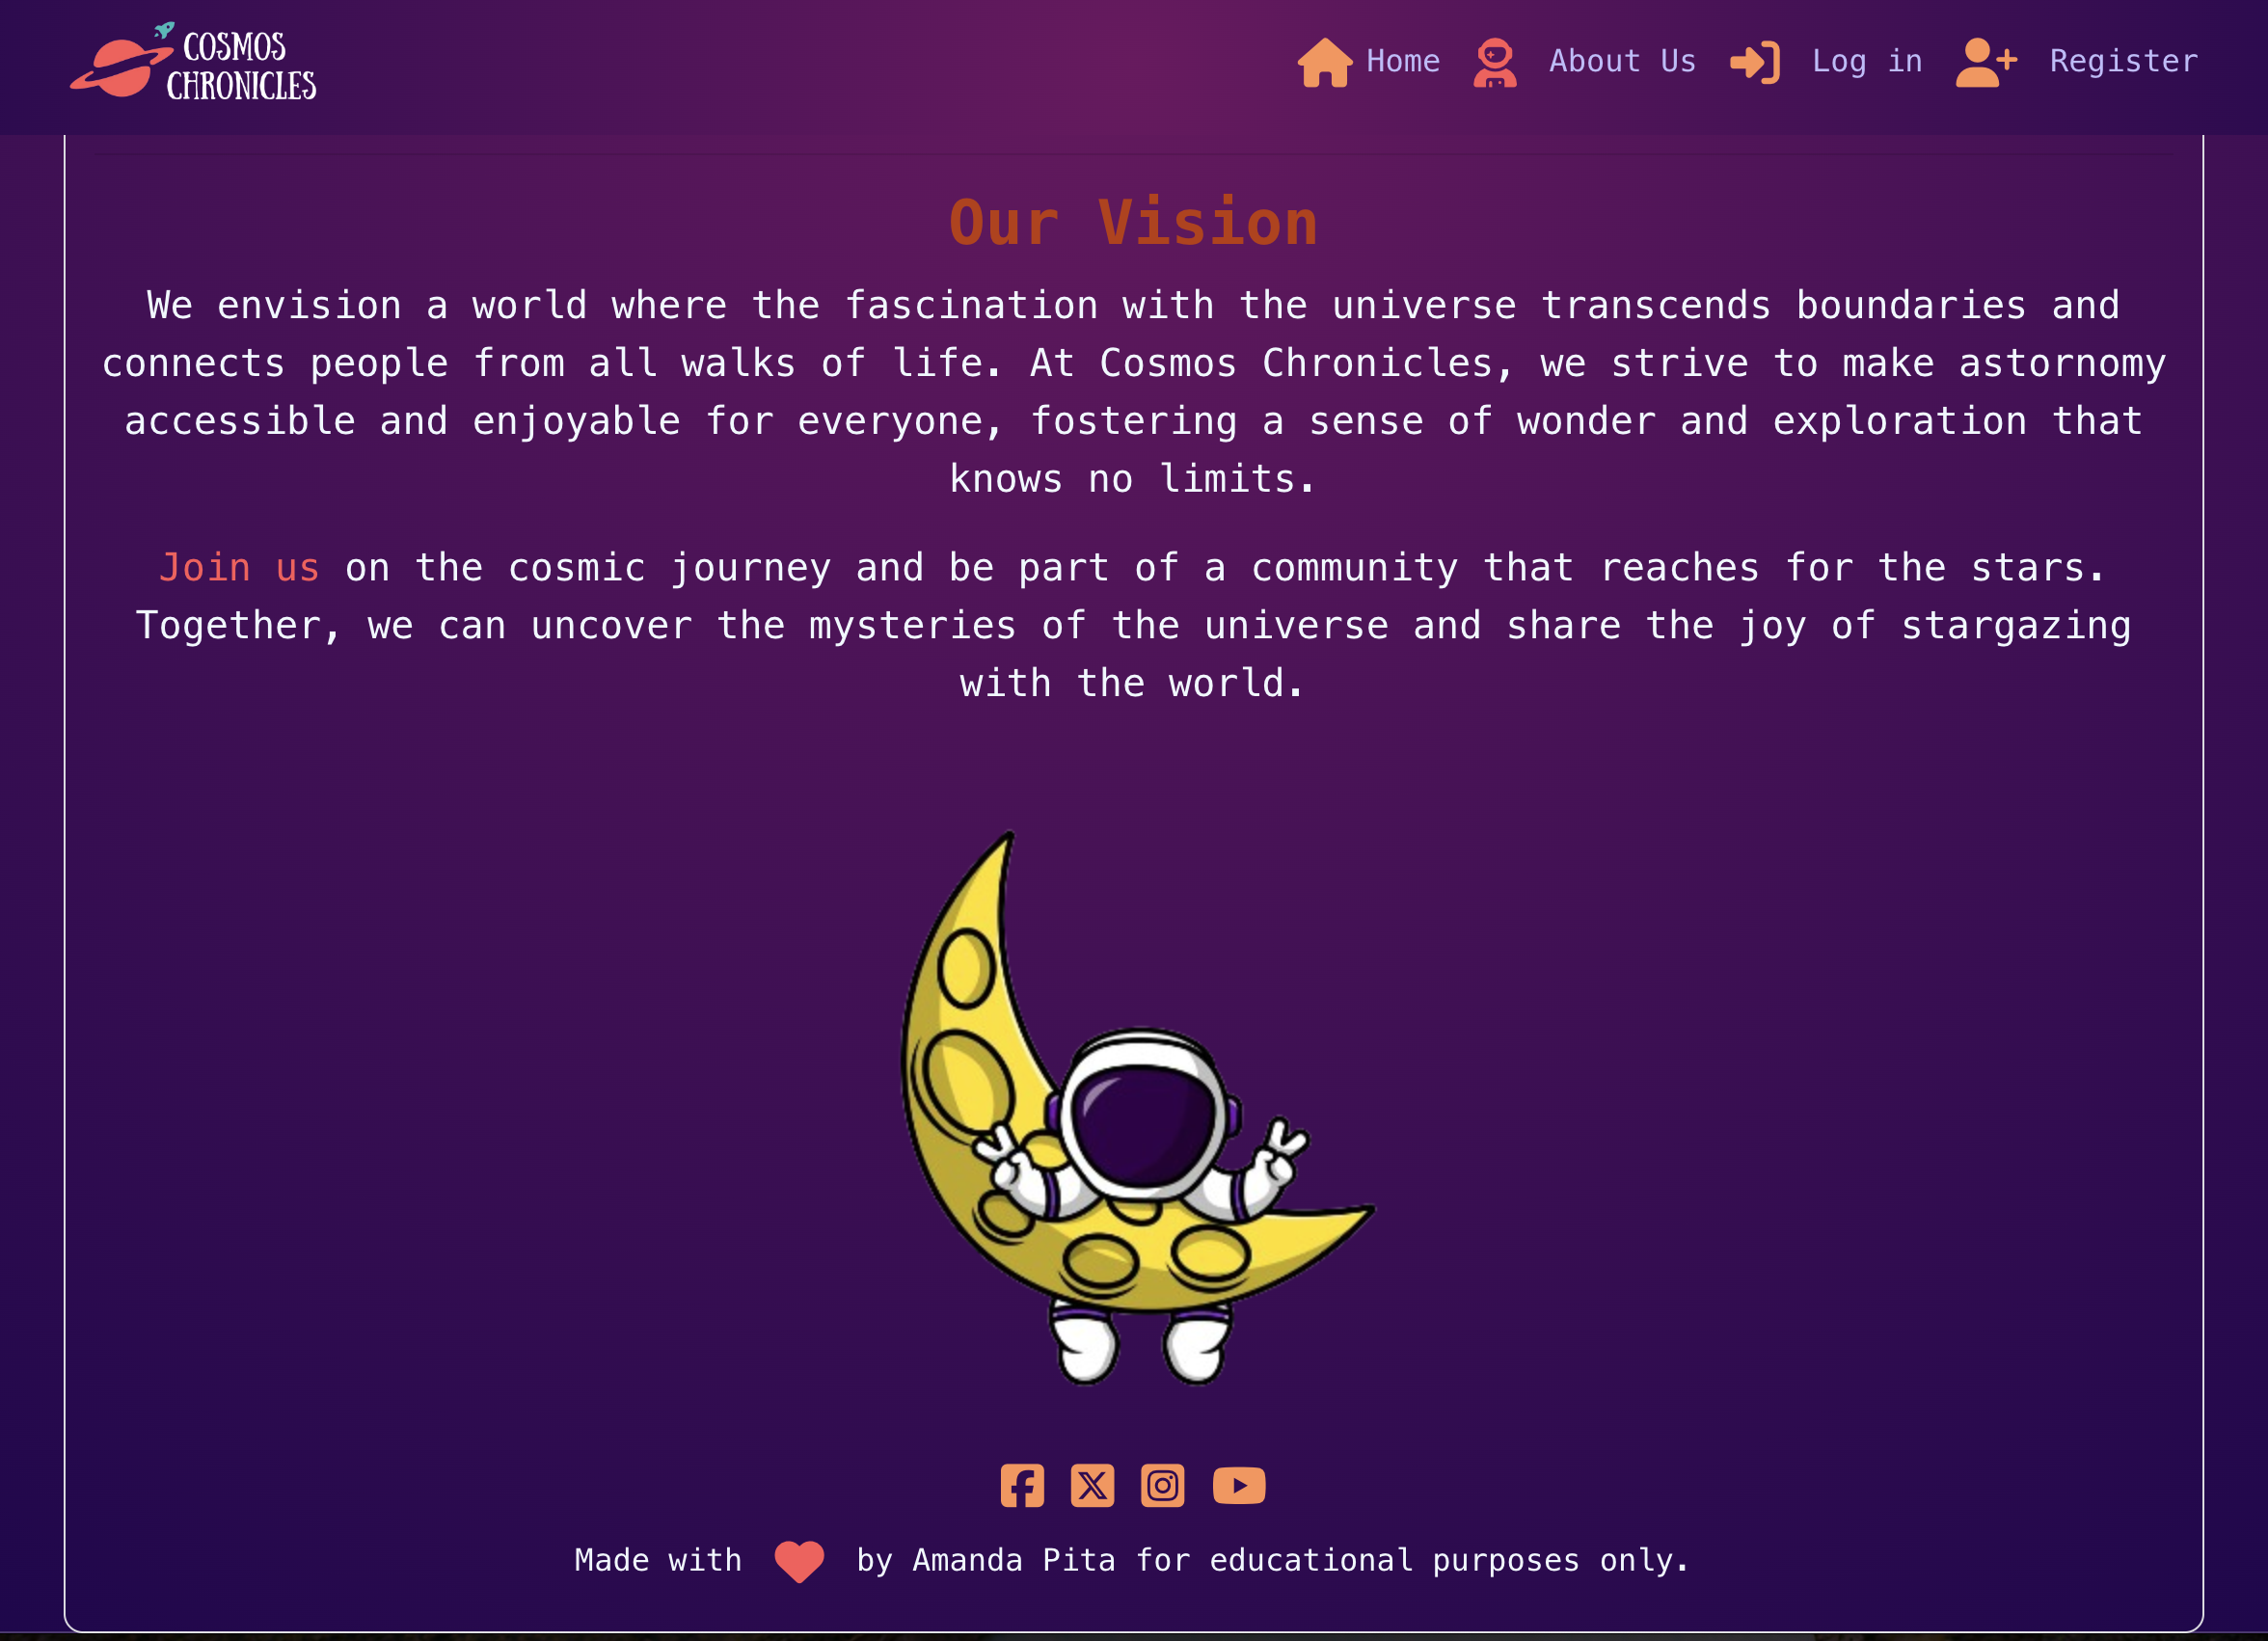 COSMOS
CHRONICLES
Home
About Us
Log in
Register
Our Vision
We envision a world where the fascination with the universe transcends boundaries and
connects people from all walks of life. At Cosmos Chronicles, we strive to make astornomy
accessible and enjoyable for everyone, fostering a sense of wonder and exploration that
knows no limits.
Join us on the cosmic journey and be part of a community that reaches for the stars.
Together, we can uncover the mysteries of the universe and share the joy of stargazing
with the world.
Made with by Amanda Pita for educational purposes only.